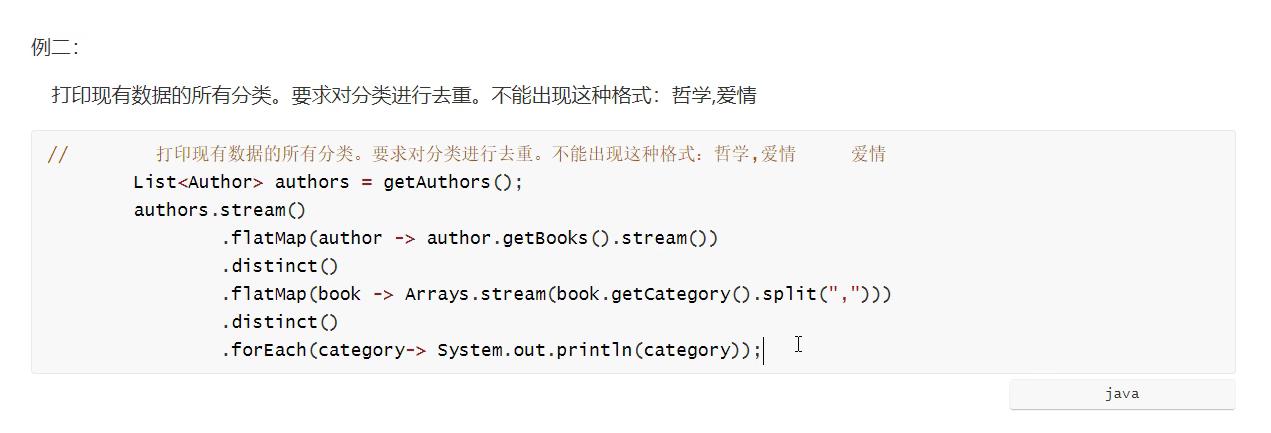 例二：
打印现有数据的所有分类。要求对分类进行去重。不能出现这种格式：哲学,爱情
//        打印现有数据的所有分类。要求对分类进行去重。不能出现这种格式：哲学,爱情     爱情
        List<Author> authors = getAuthors();
        authors.stream()
                .flatMap(author -> author.getBooks().stream())
                .distinct()
                .flatMap(book -> Arrays.stream(book.getCategory().split(",")))
                .distinct()
                .forEach(category-> System.out.println(category));
java